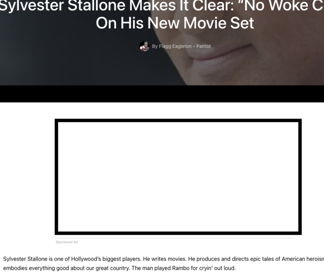 Sylvester Stallone Makes It Clear: “No Woke C
On His New Movie Set
By Flagg Eagleton - Patriot
Sponsored Ad
Sylvester Stallone is one of Hollywood's biggest players. He writes movies. He produces and directs epic tales of American heroism
embodies everything good about our great country. The man played Rambo for cryin' out loud.